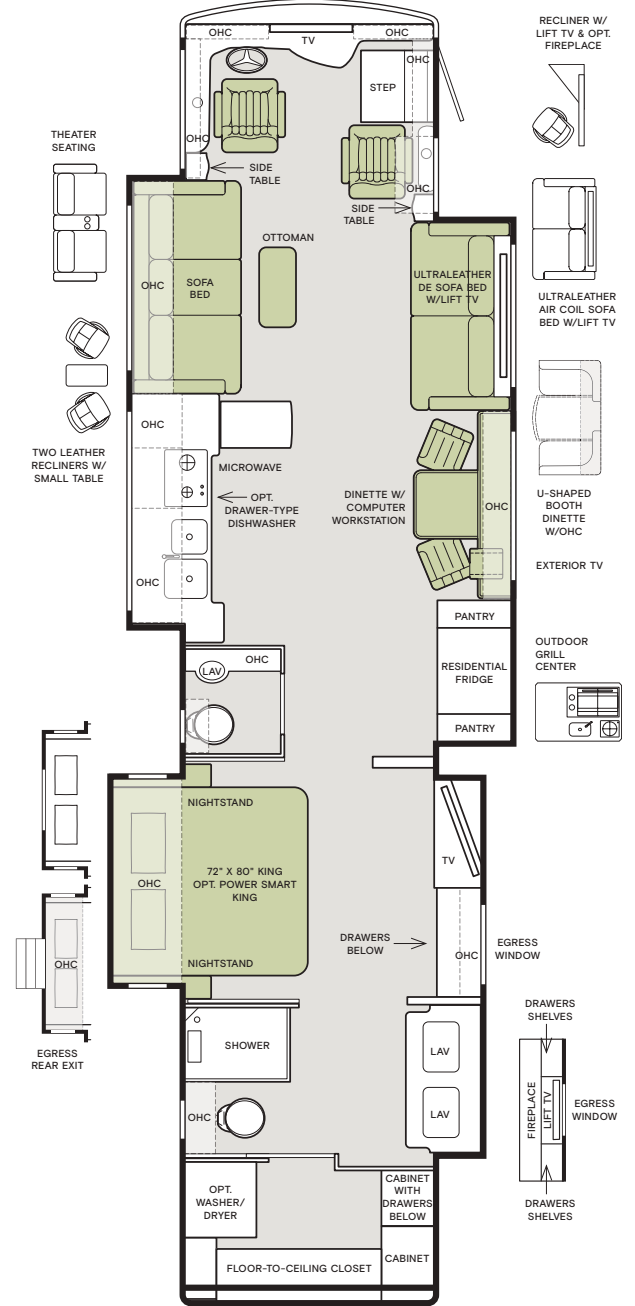 RECLINER W/
LIFT TV & OPT.
FIREPLACE
OHC
TV
OHC
OHC
STEP
THEATER
SEATING
OHC
SIDE
TABLE
OHC
SIDE
TABLE
OTTOMAN
OHC
SOFA
BED
ULTRALEATHER
DE SOFA BED
W/LIFT TV
ULTRALEATHER
AIR COIL SOFA
BED W/LIFT TV
TWO LEATHER
RECLINERS W/
SMALL TABLE
OHC
MICROWAVE
OPT.
DRAWER-TYPE
DISHWASHER
DINETTE W/
COMPUTER
WORKSTATION
OHC
U-SHAPED
BOOTH
DINETTE
W/OHC
EXTERIOR TV
OHC
PANTRY
RESIDENTIAL
FRIDGE
PANTRY
OUTDOOR
GRILL
CENTER
LAV
OHC
NIGHTSTAND
72" X 80" KING
OPT. POWER SMART
KING
OHC
NIGHTSTAND
TV
DRAWERS
BELOW
OHC
EGRESS
WINDOW
OHC
EGRESS
REAR EXIT
SHOWER
LAV
LAV
OHC
DRAWERS
SHELVES
FIREPLACE
LIFT TV
EGRESS
WINDOW
DRAWERS
SHELVES
OPT.
WASHER/
DRYER
CABINET
WITH
DRAWERS
BELOW
CABINET
FLOOR-TO-CEILING CLOSET